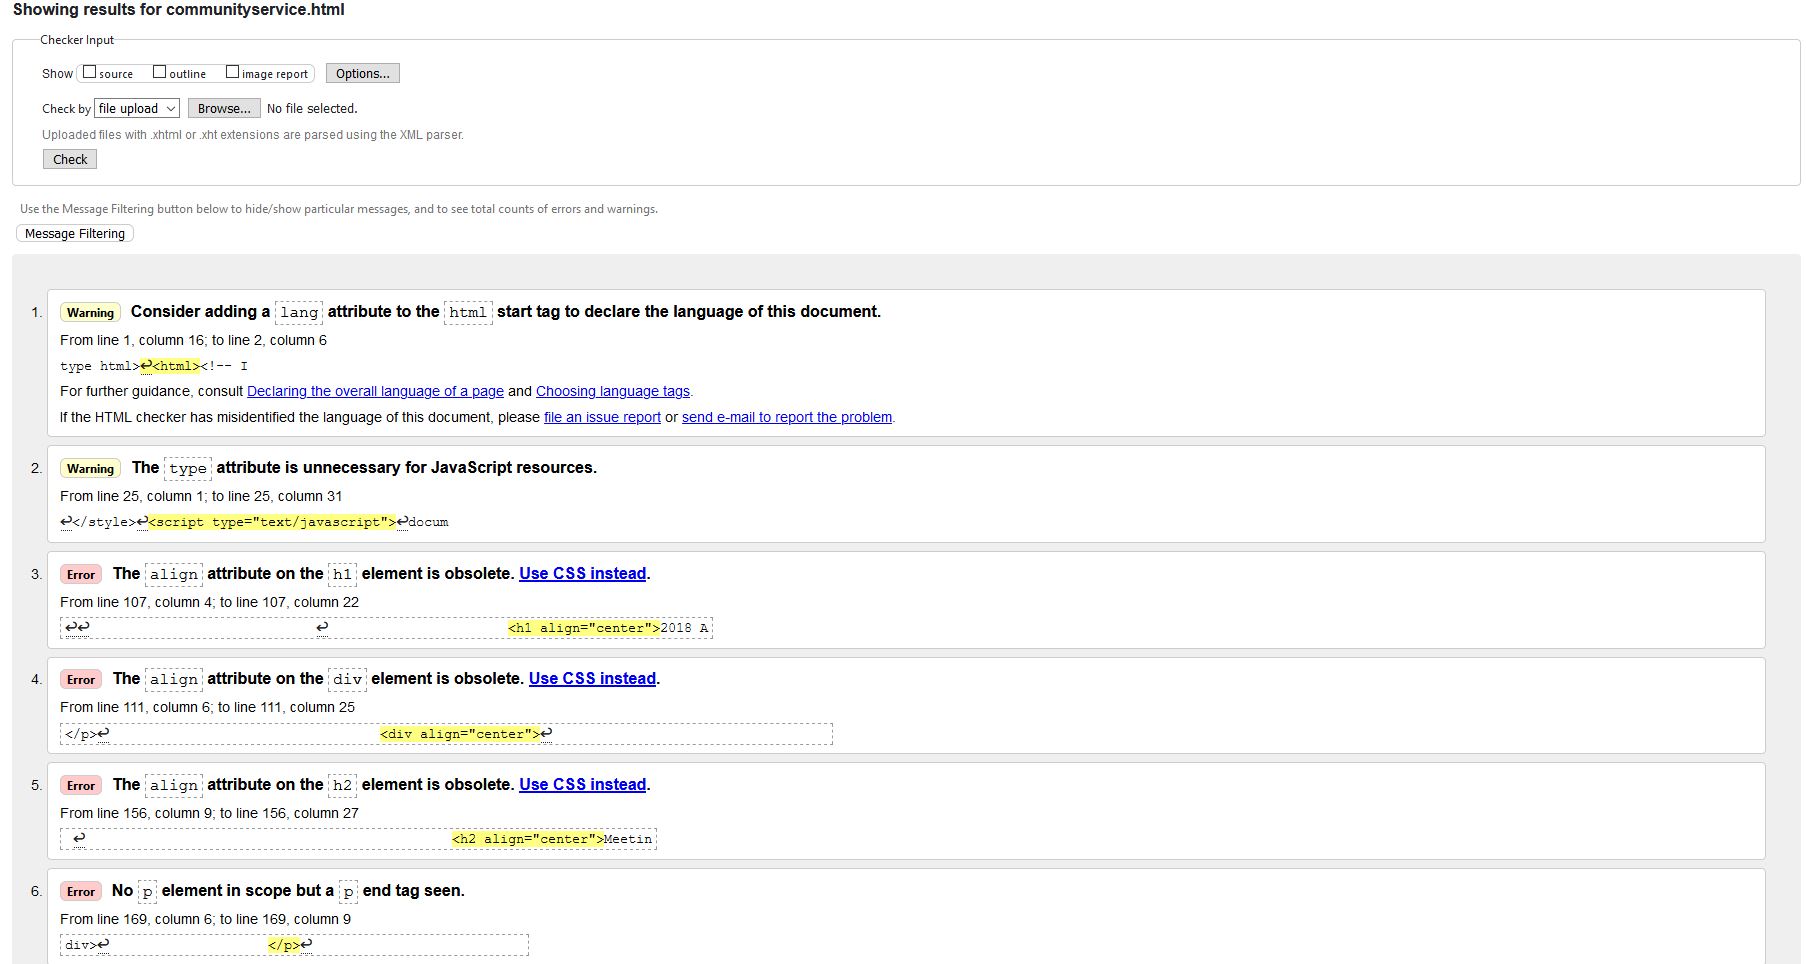 Showing results for communityservice.html
Checker Input
Show source outline image report Options...
Check by file upload Browse... No file selected.
Uploaded files with .xhtml or .xht extensions are parsed using the XML parser.
Check
Use the Message Filtering button below to hide/show particular messages, and to see total counts of errors and warnings.
Message Filtering
1. Warning Consider adding a lang attribute to the html start tag to declare the language of this document.
From line 1, column 16; to line 2, column 6
type html>↩<html><!-- I
For further guidance, consult Declaring the overall language of a page and Choosing language tags.
If the HTML checker has misidentified the language of this document, please file an issue report or send e-mail to report the problem.
2. Warning The type attribute is unnecessary for JavaScript resources.
From line 25, column 1; to line 25, column 31
↩</style>↩<script type="text/javascript">↩docum
3. Error The align attribute on the h1 element is obsolete. Use CSS instead.
From line 107, column 4; to line 107, column 22
↩↩ ↩ <h1 align="center">2018 A
4. Error The align attribute on the div element is obsolete. Use CSS instead.
From line 111, column 6; to line 111, column 25
</p>↩ <div align="center">↩
5. Error The align attribute on the h2 element is obsolete. Use CSS instead.
From line 156, column 9; to line 156, column 27
↩ <h2 align="center">Meetin
6. Error No p element in scope but a p end tag seen.
From line 169, column 6; to line 169, column 9
div>↩ </p>↩